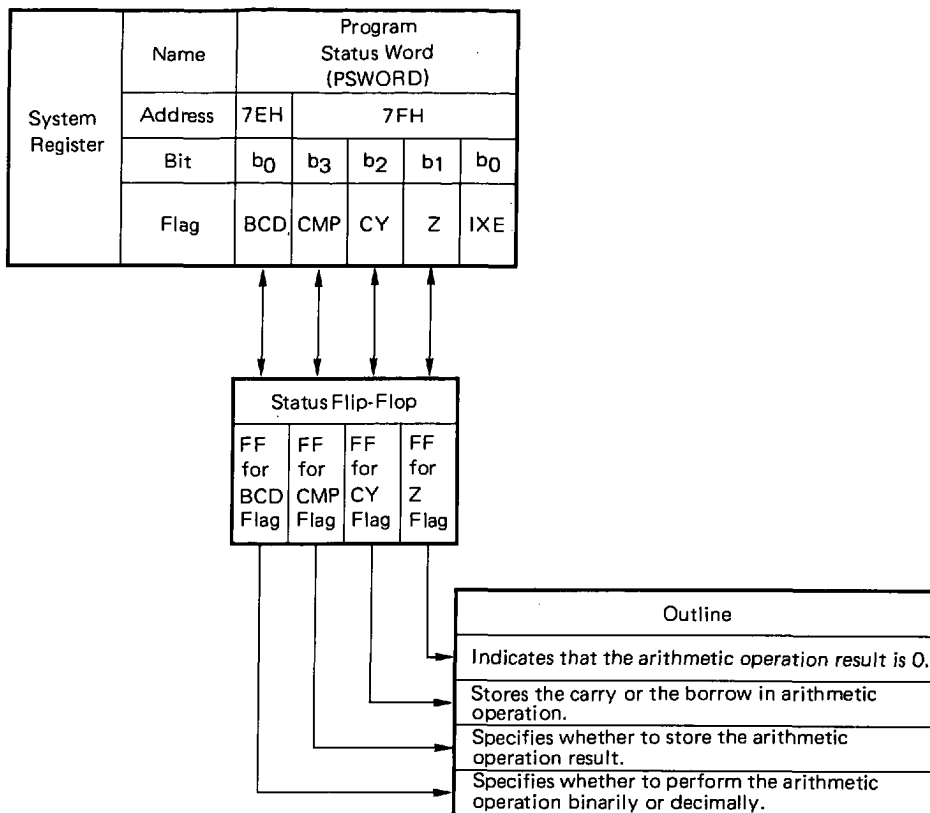 System
Register
Name
Program
Status Word
(PSWORD)
Address
7EH
7FH
Bit
b0
b3
b2
b1
b0
Flag
BCD
CMP
CY
Z
IXE
Status Flip-Flop
FF
for
BCD
Flag
FF
for
CMP
Flag
FF
for
CY
Flag
FF
for
Z
Flag
Outline
Indicates that the arithmetic operation result is 0.
Stores the carry or the borrow in arithmetic
operation.
Specifies whether to store the arithmetic
operation result.
Specifies whether to perform the arithmetic
operation binarily or decimally.